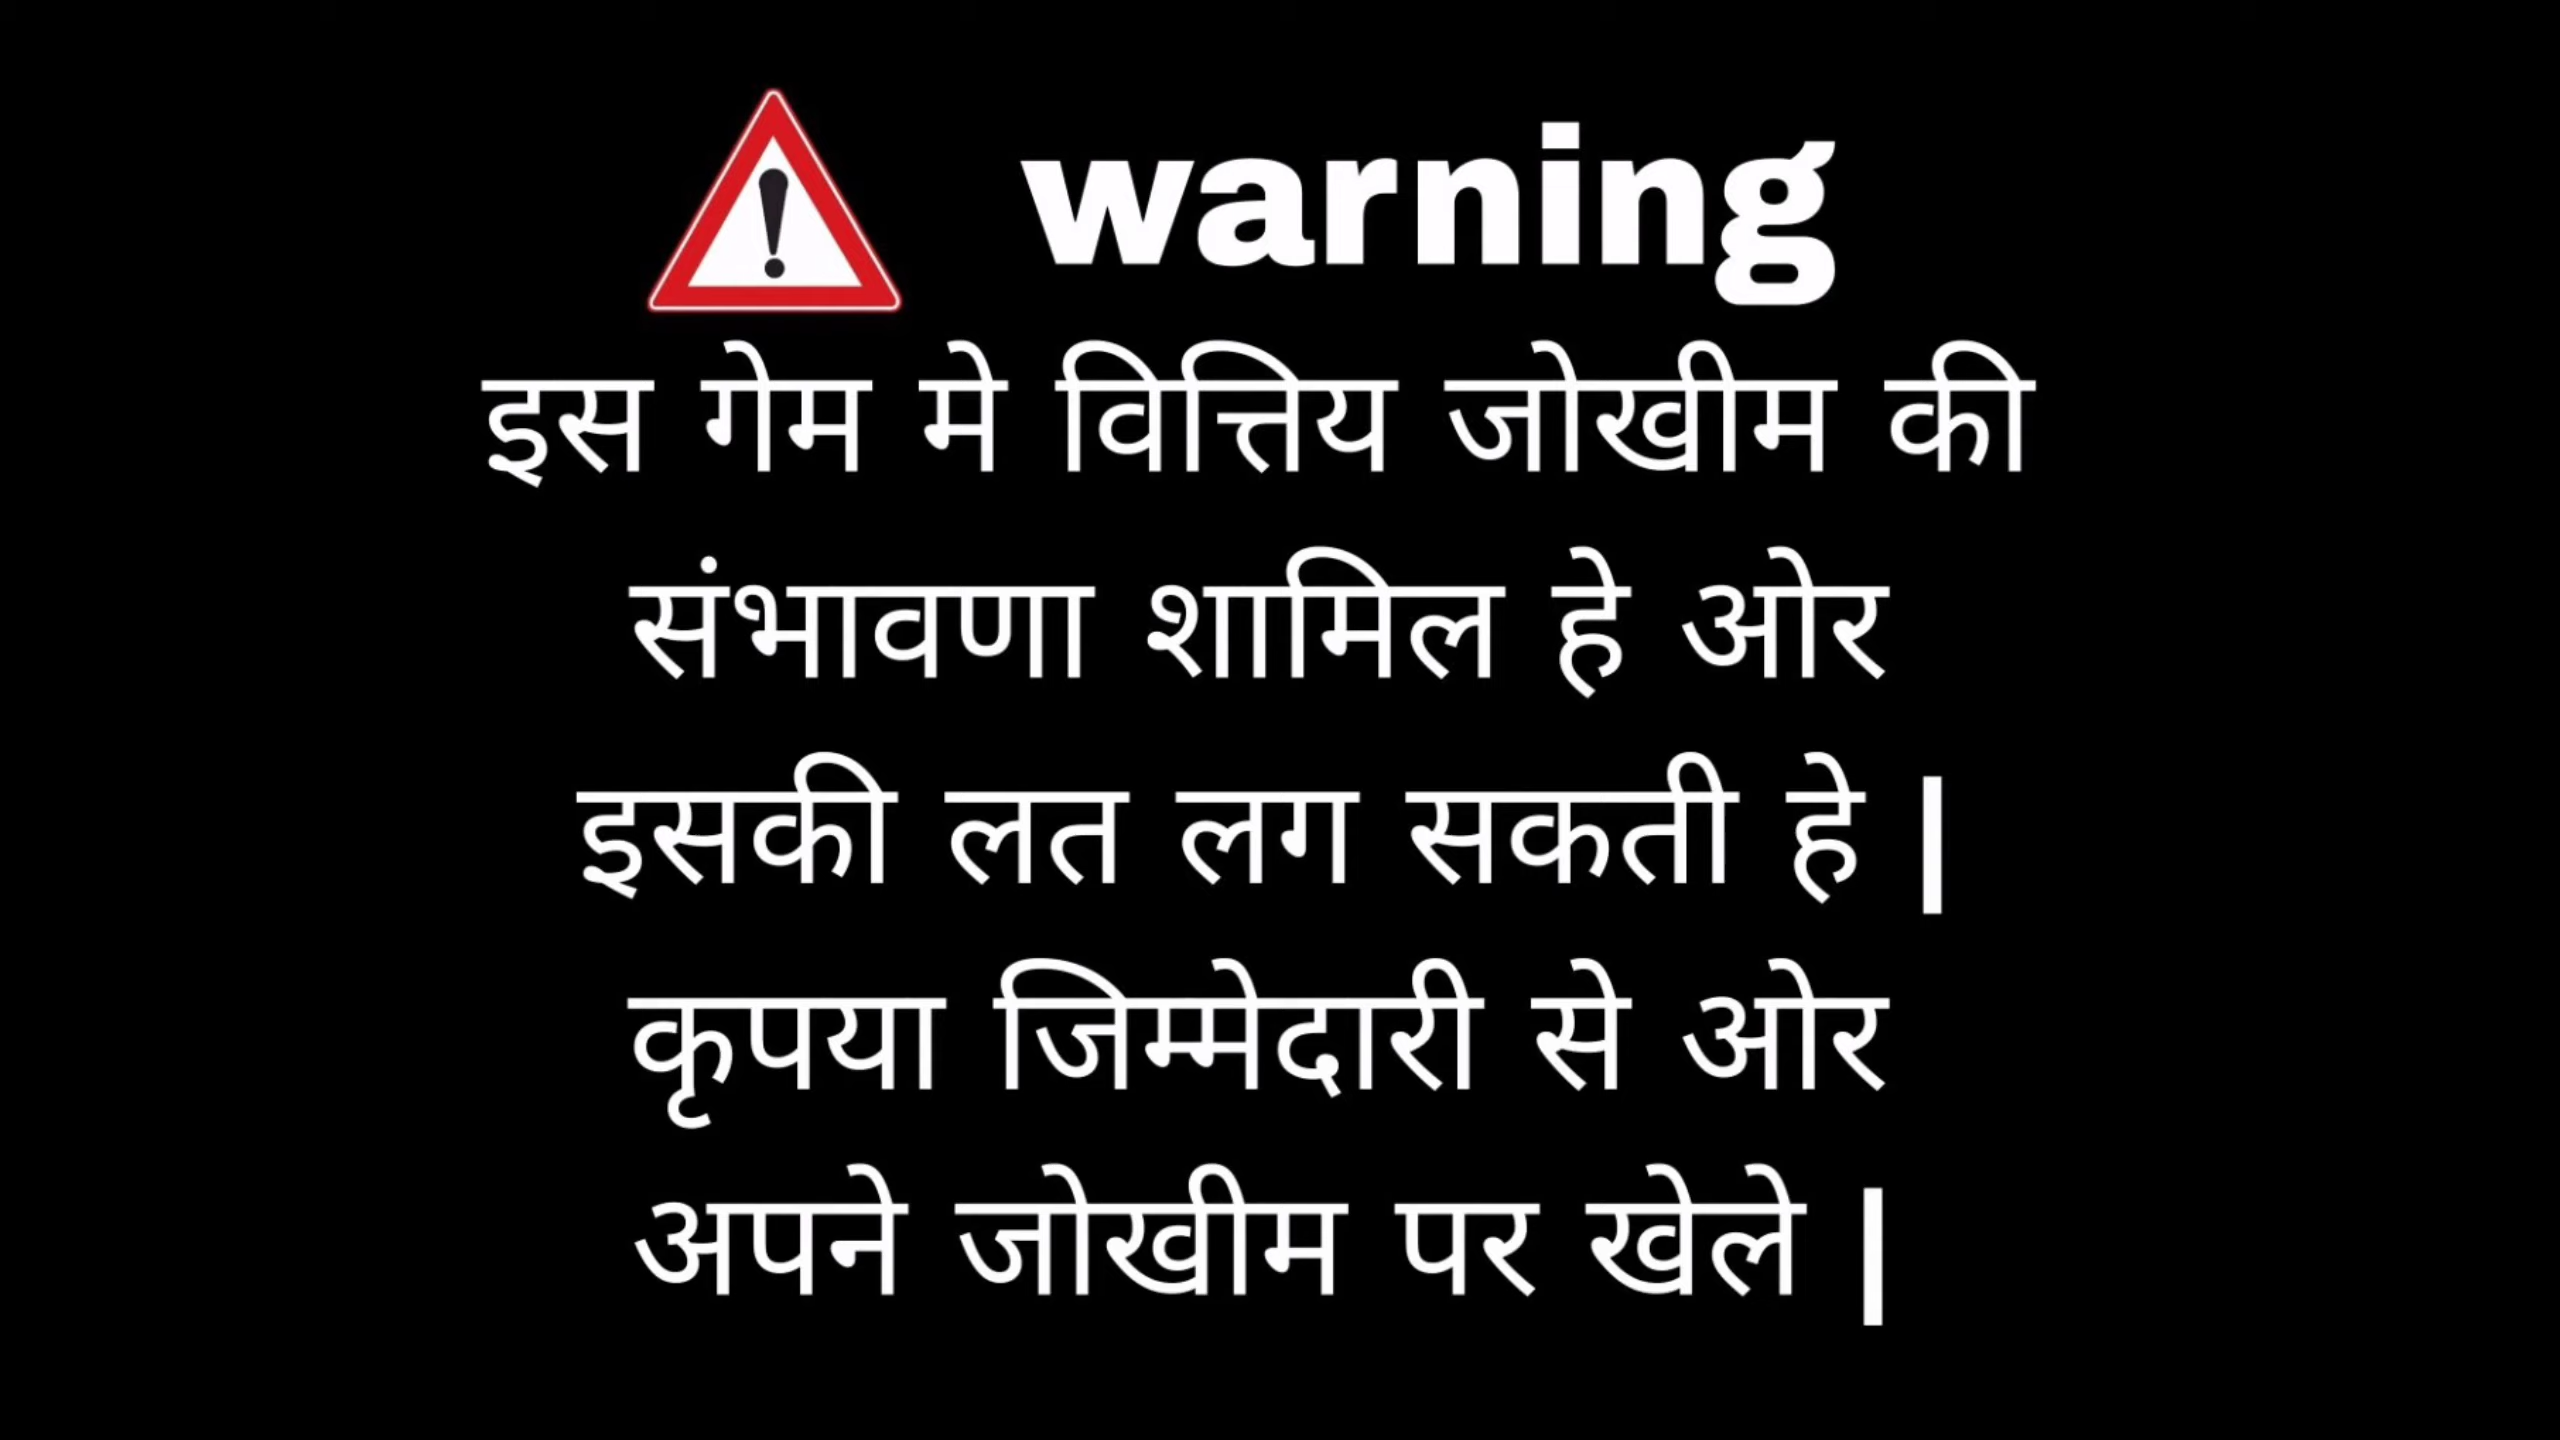 warning
इस गेम मे वित्तिय जोखीम की
संभावणा शामिल हे ओर
इसकी लत लग सकती हे |
कृपया जिम्मेदारी से ओर
अपने जोखीम पर खेले |